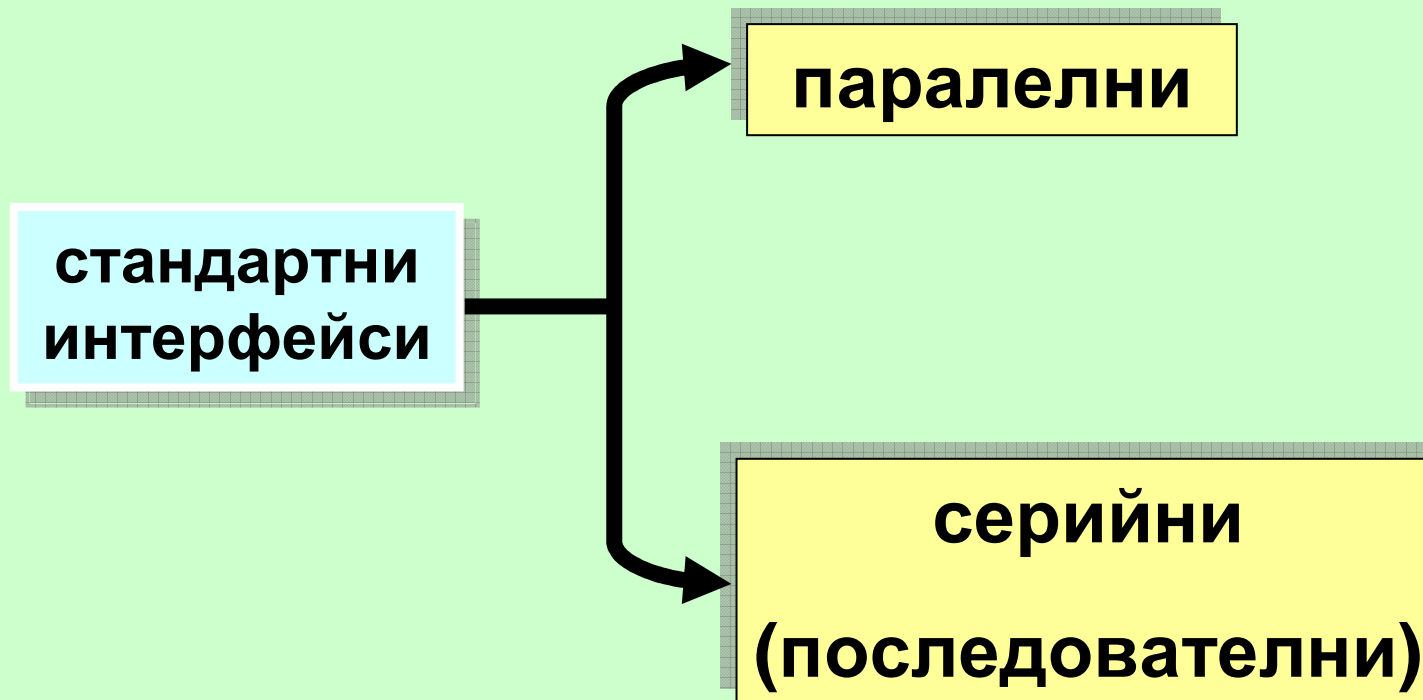 паралелни
стандартни
интерфейси
серийни
(последователни)